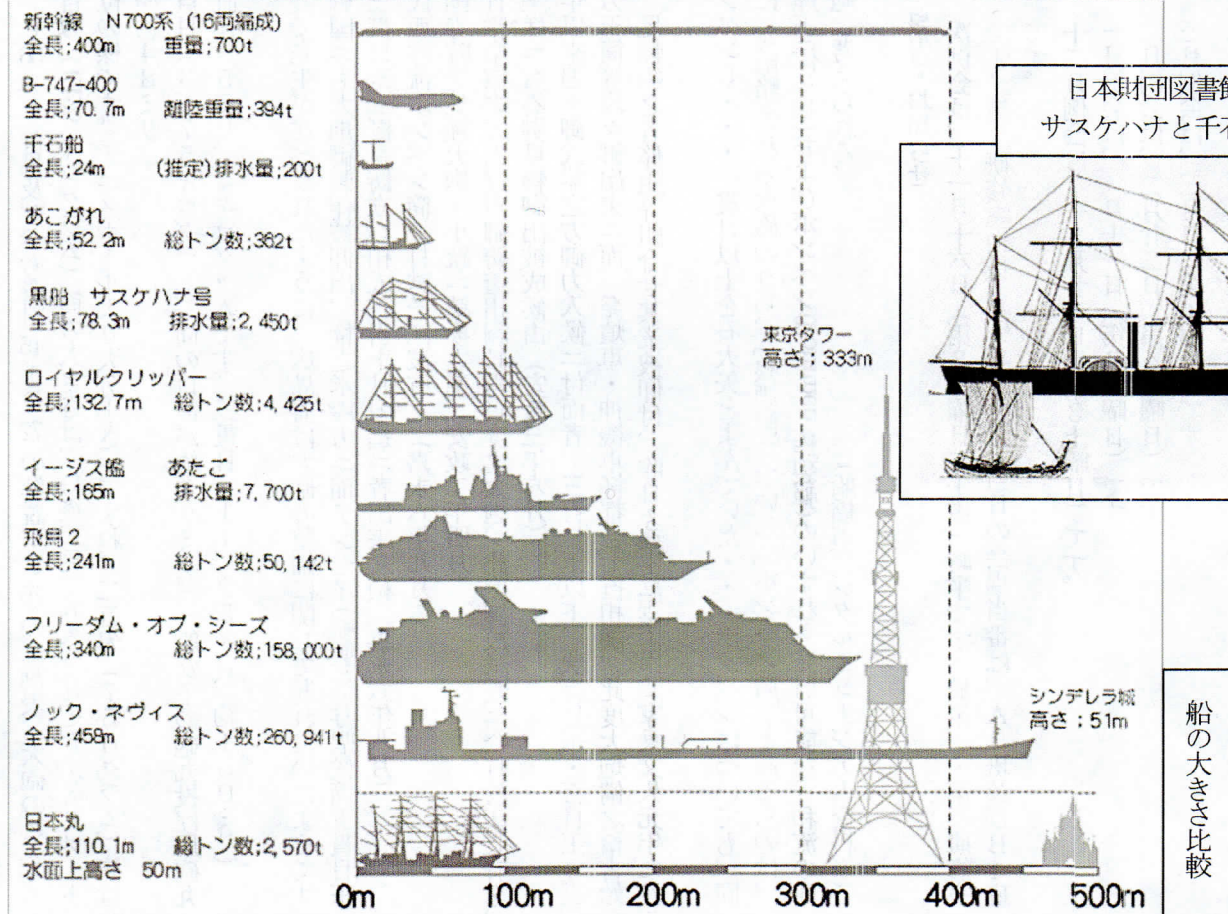 新幹線 N700系 (16両編成)
全長;400m 重量;700t
B-747-400
全長;70.7m 離陸重量;394t
千石船
全長;24m (推定)排水量;200t
あこがれ
全長;52.2m 総トン数;362t
黒船 サスケハナ号
全長;78.3m 排水量;2,450t
ロイヤルクリッパー
全長;132.7m 総トン数;4,425t
イージス艦 あたご
全長;165m 排水量;7,700t
飛鳥2
全長;241m 総トン数;50,142t
フリーダム・オブ・シーズ
全長;340m 総トン数;158,000t
ノック・ネヴィス
全長;458m 総トン数;260,941t
日本丸
全長;110.1m 総トン数;2,570t
水面上高さ 50m
東京タワー
高さ:333m
シンデレラ城
高さ:51m
0m 100m 200m 300m 400m 500m
日本財団図書館
サスケハナと千石
船の大きさ比較